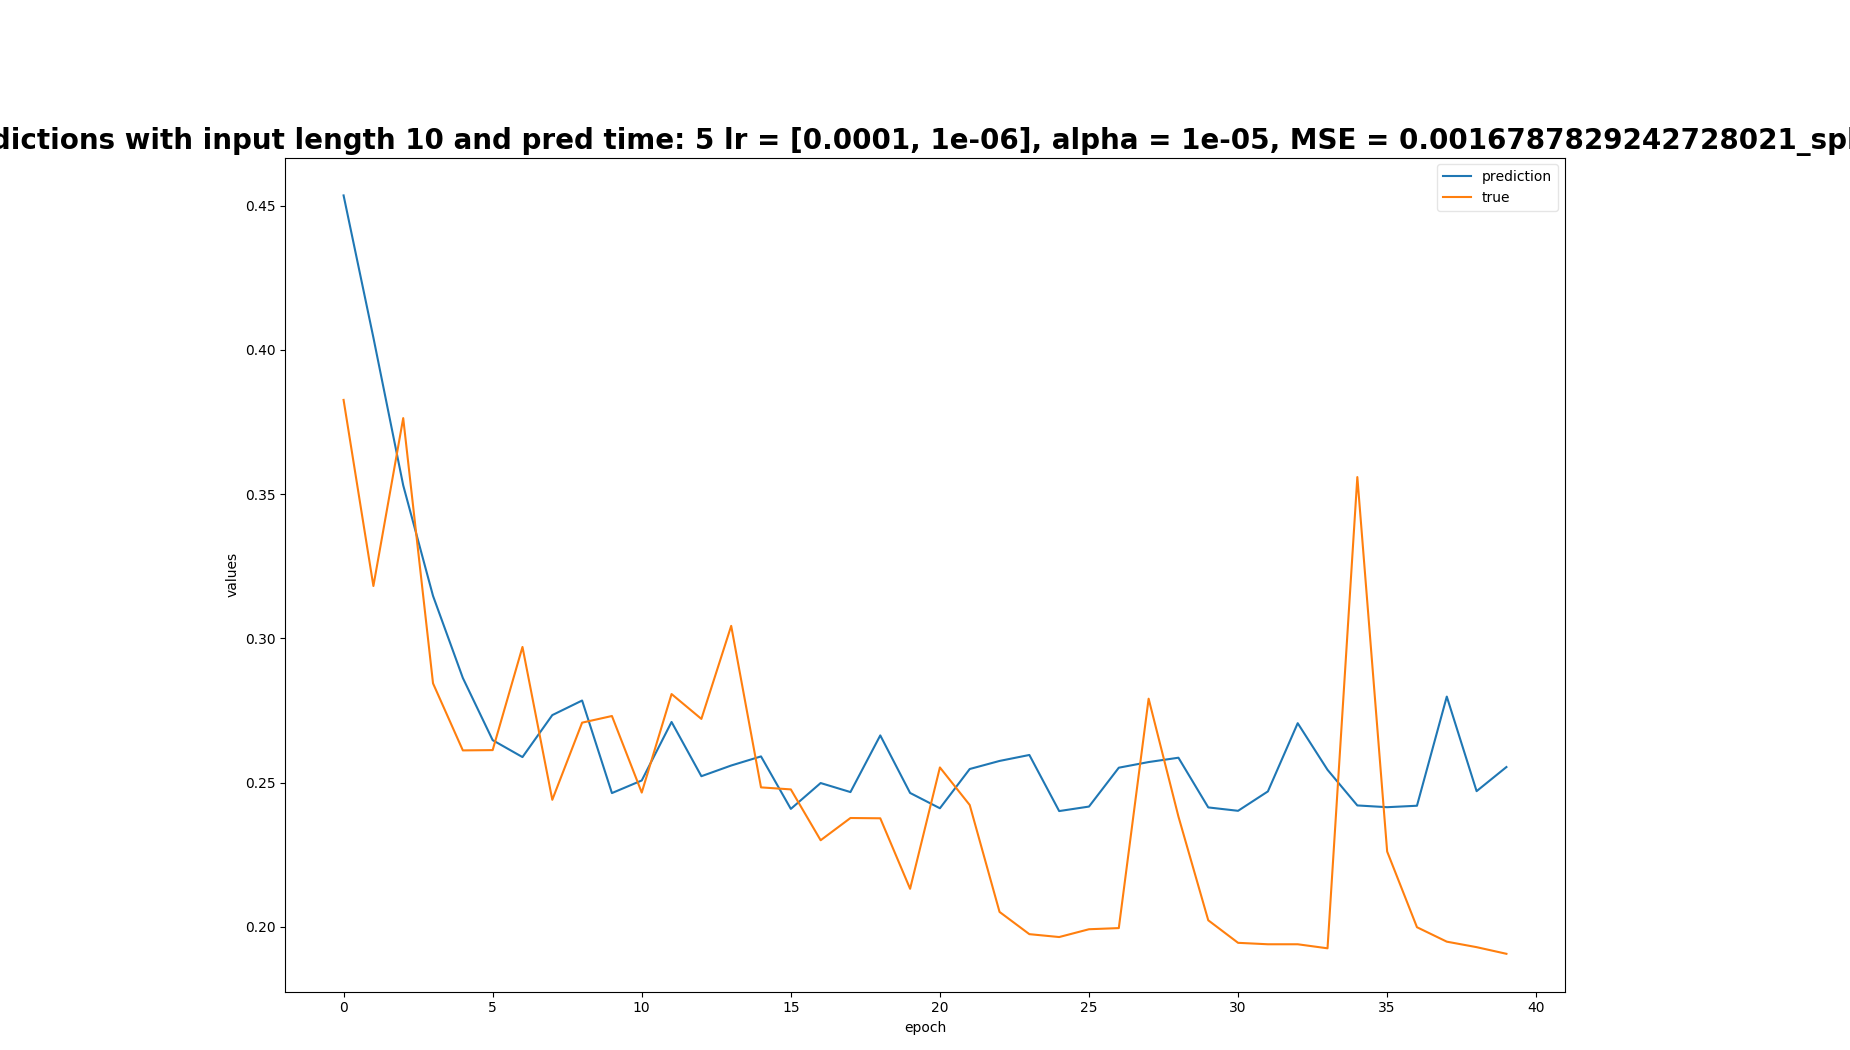 dictions with input length 10 and pred time: 5 lr = [0.0001, 1e-06], alpha = 1e-05, MSE = 0.0016787829242728021_spl
prediction
true
0.45
0.40
0.35
0.30
0.25
0.20
values
0 5 10 15 20 25 30 35 40
epoch